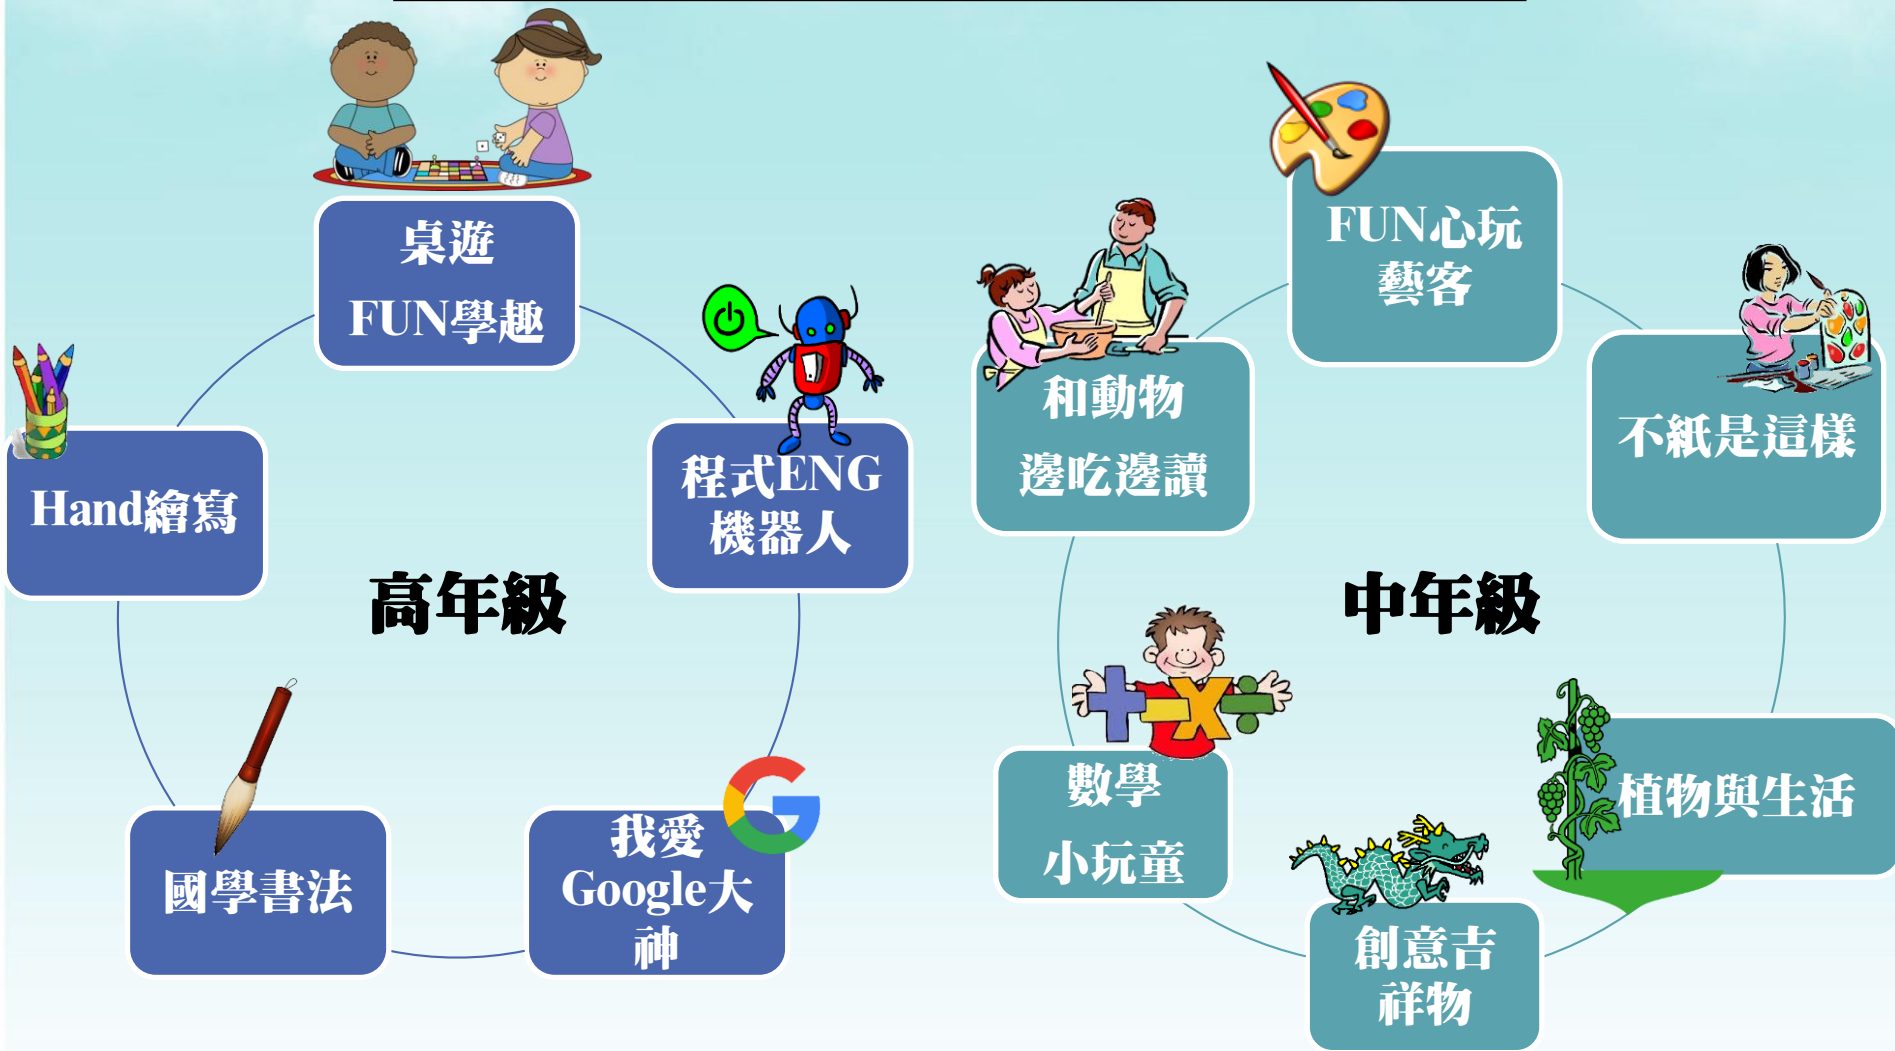 桌遊
FUN學趣
程式ENG
機器人
我愛
Google大
神
國學書法
Hand繪寫
高年級
FUN心玩
藝客
不紙是這樣
植物與生活
創意吉
祥物
數學
小玩童
和動物
邊吃邊讀
中年級